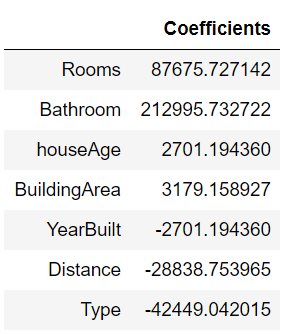 Coefficients
Rooms 87675.727142
Bathroom 212995.732722
houseAge 2701.194360
BuildingArea 3179.158927
YearBuilt -2701.194360
Distance -28838.753965
Type -42449.042015